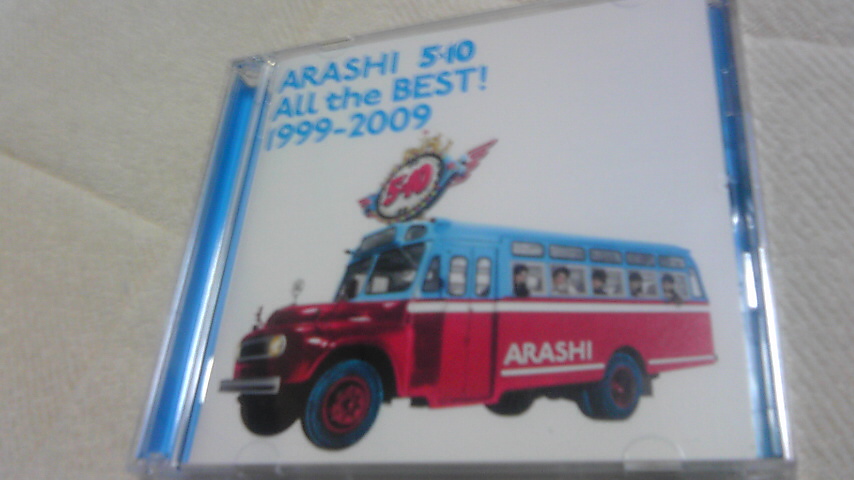 ARASHI 5×10
All the BEST!
1999-2009
5×10
ARASHI